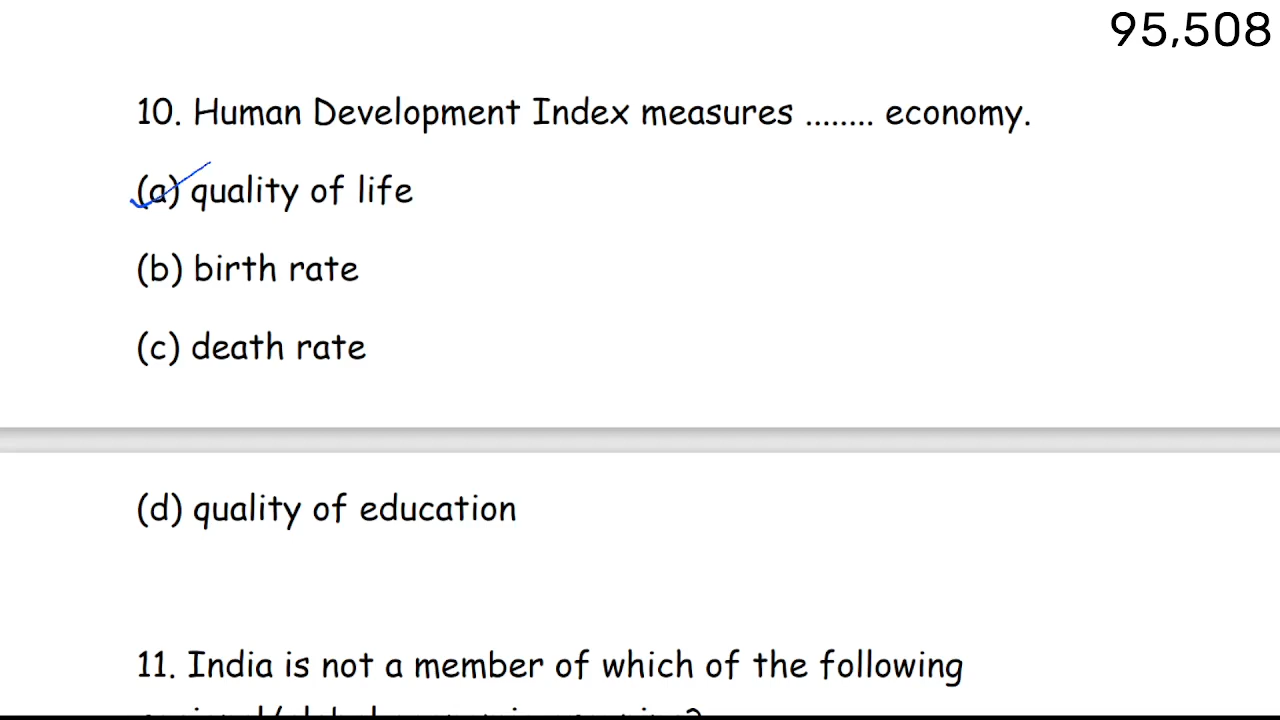 95,508
10. Human Development Index measures ........ economy.
(a) quality of life
(b) birth rate
(c) death rate
(d) quality of education
11. India is not a member of which of the following